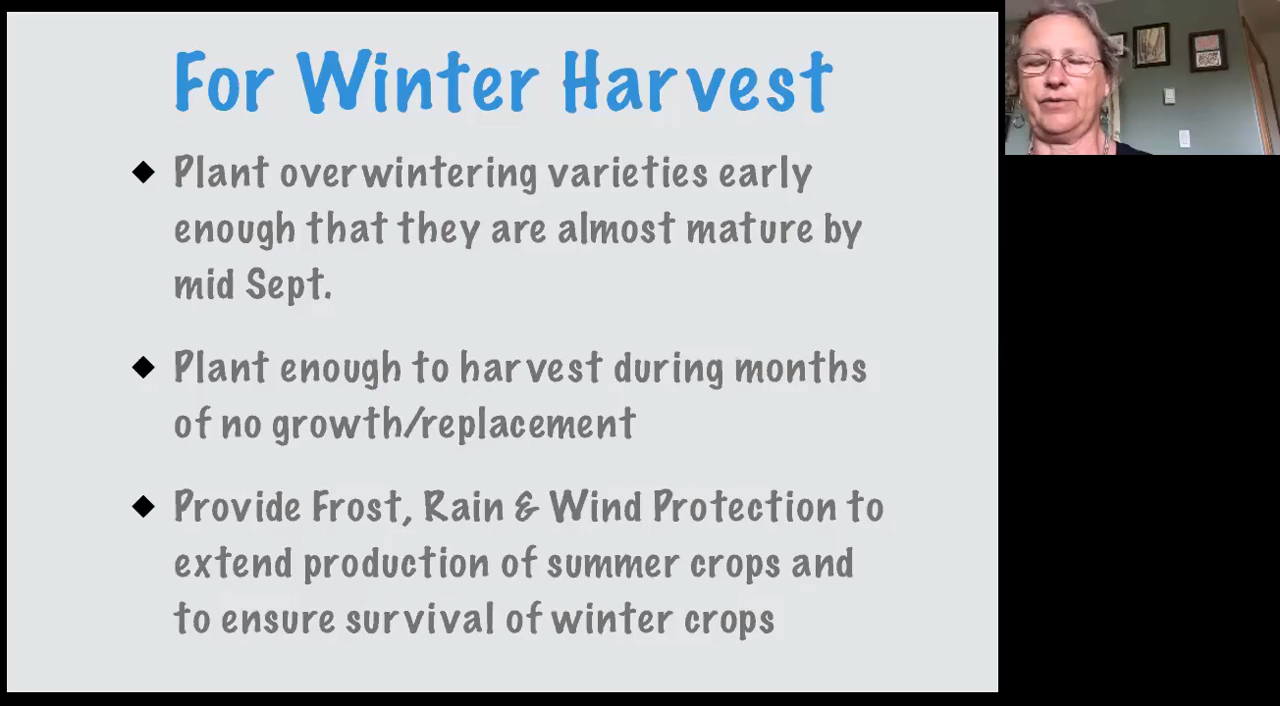 For Winter Harvest
Plant overwintering varieties early
enough that they are almost mature by
mid Sept.
Plant enough to harvest during months
of no growth/replacement
Provide Frost, Rain & Wind Protection to
extend production of summer crops and
to ensure survival of winter crops